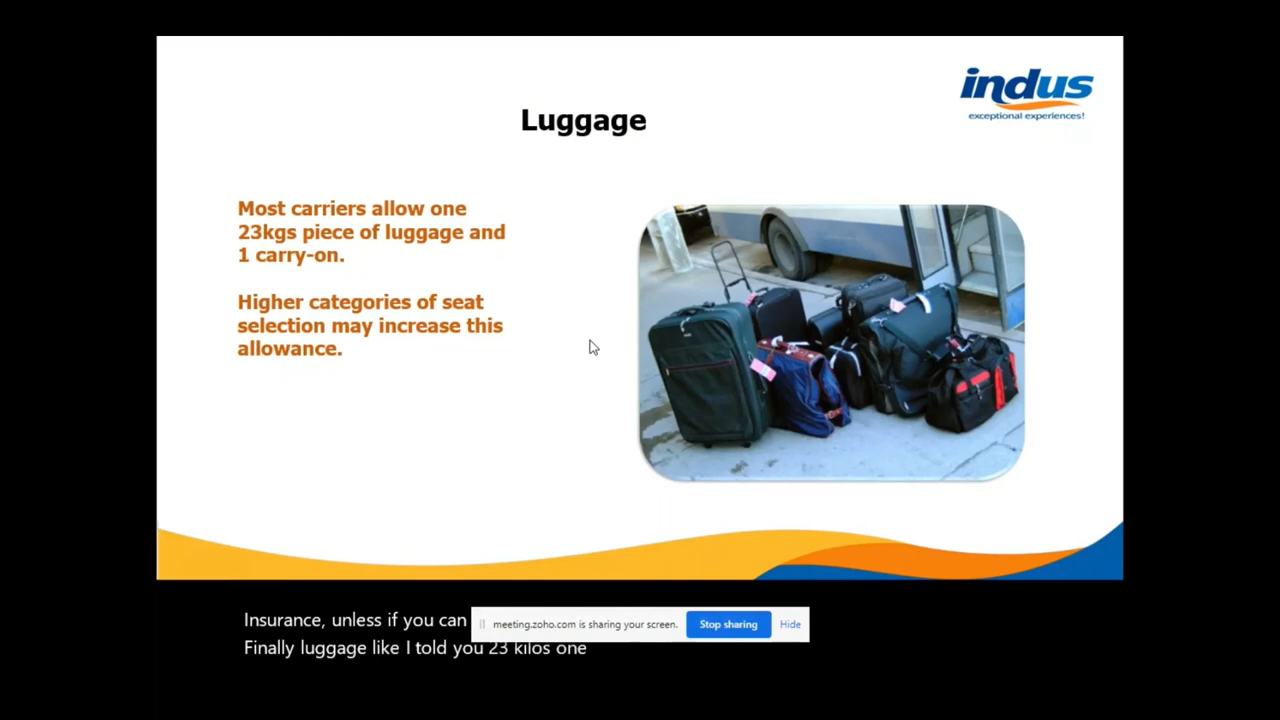 indus
exceptional experiences!
Luggage
Most carriers allow one
23kgs piece of luggage and
1 carry-on.
Higher categories of seat
selection may increase this
allowance.
Insurance, unless if you can
meeting.zoho.com is sharing your screen.
Stop sharing
Hide
Finally luggage like I told you 23 kilos one